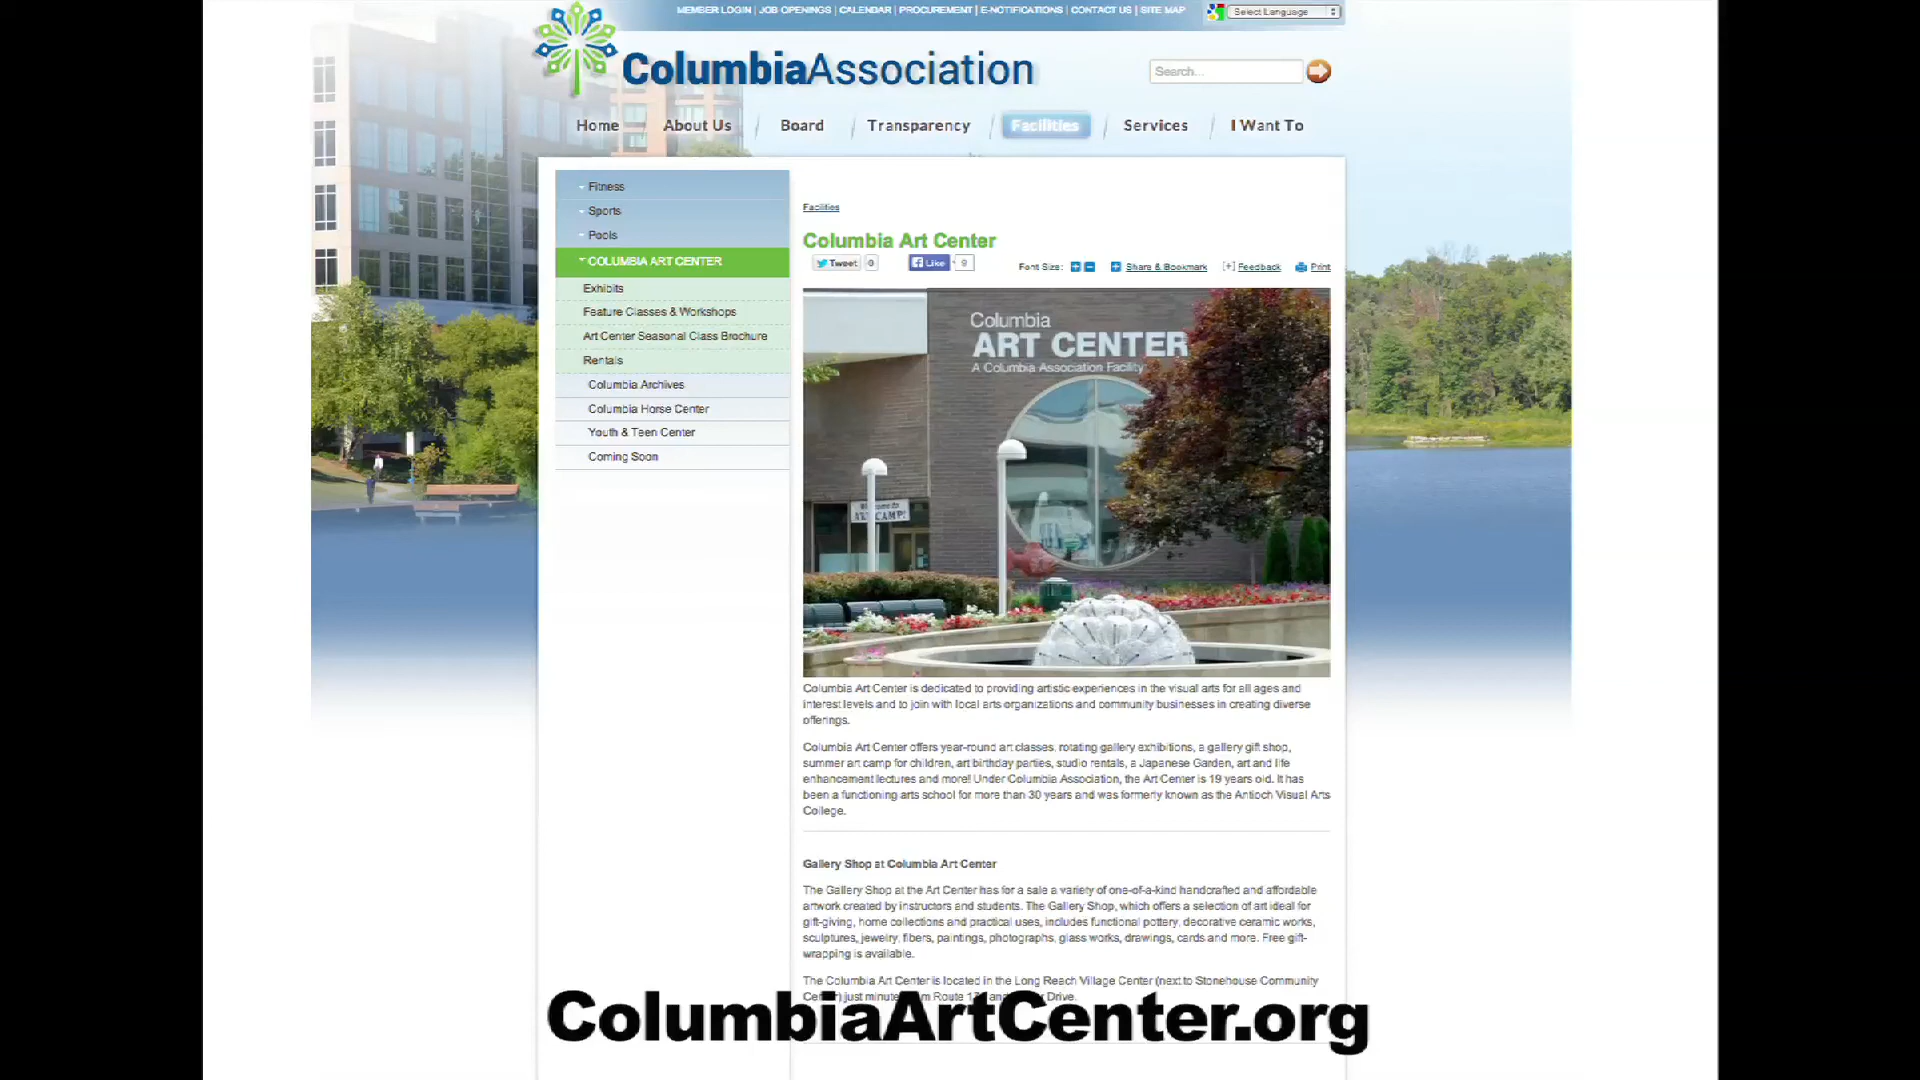 MEMBER LOGIN | JOB OPENINGS | CALENDAR | PROCUREMENT | E-NOTIFICATIONS | CONTACT US | SITE MAP
Select Language
ColumbiaAssociation
Search...
Home
About Us
Board
Transparency
Facilities
Services
I Want To
Fitness
Sports
Pools
COLUMBIA ART CENTER
Exhibits
Feature Classes & Workshops
Art Center Seasonal Class Brochure
Rentals
Columbia Archives
Columbia Horse Center
Youth & Teen Center
Coming Soon
Facilities
Columbia Art Center
Tweet 0
Like 9
Font Size: + - Share & Bookmark [+] Feedback Print
Columbia
ART CENTER
A Columbia Association Facility
Welcome to
ART CAMP!
Columbia Art Center is dedicated to providing artistic experiences in the visual arts for all ages and
interest levels and to join with local arts organizations and community businesses in creating diverse
offerings.
Columbia Art Center offers year-round art classes, rotating gallery exhibitions, a gallery gift shop,
summer art camp for children, art birthday parties, studio rentals, a Japanese Garden, art and life
enhancement lectures and more! Under Columbia Association, the Art Center is 19 years old. It has
been a functioning arts school for more than 30 years and was formerly known as the Antioch Visual Arts
College.
Gallery Shop at Columbia Art Center
The Gallery Shop at the Art Center has for a sale a variety of one-of-a-kind handcrafted and affordable
artwork created by instructors and students. The Gallery Shop, which offers a selection of art ideal for
gift-giving, home collections and practical uses, includes functional pottery, decorative ceramic works,
sculptures, jewelry, fibers, paintings, photographs, glass works, drawings, cards and more. Free gift-
wrapping is available.
The Columbia Art Center is located in the Long Reach Village Center (next to Stonehouse Community
just Route Drive.
ColumbiaArtCenter.org